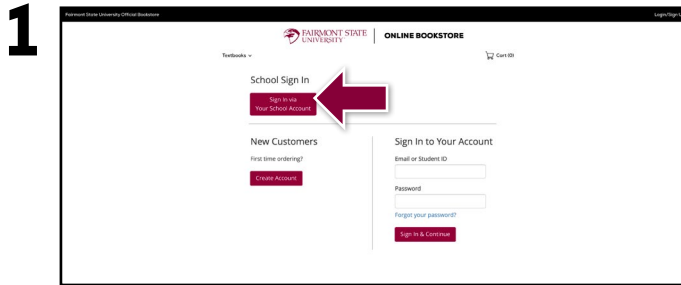 1
Fairmont State University Official Bookstore
Login/Sign U
FAIRMONT STATE
UNIVERSITY
ONLINE BOOKSTORE
Textbooks
Cart (0)
School Sign In
Sign In via
Your School Account
New Customers
First time ordering?
Create Account
Sign In to Your Account
Email or Student ID
Password
Forgot your password?
Sign In & Continue